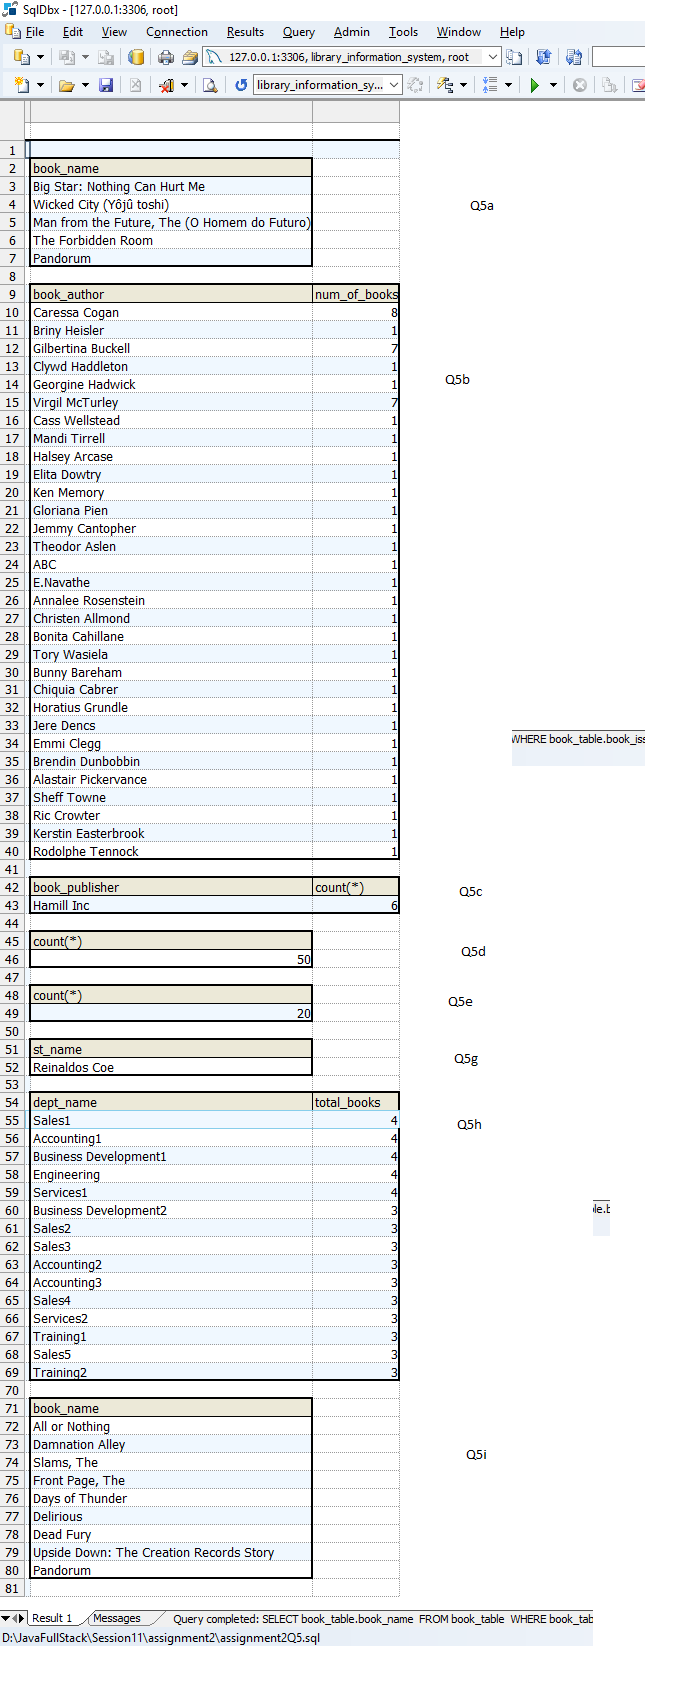 SqlDbx - [127.0.0.1:3306, root]
File Edit View Connection Results Query Admin Tools Window Help
127.0.0.1:3306, library_information_system, root
library_information_sy...
1
2 book_name
3 Big Star: Nothing Can Hurt Me
4 Wicked City (Yôjû toshi) Q5a
5 Man from the Future, The (O Homem do Futuro)
6 The Forbidden Room
7 Pandorum
8
9 book_author num_of_books
10 Caressa Cogan 8
11 Briny Heisler 1
12 Gilbertina Buckell 7
13 Clywd Haddleton 1
14 Georgine Hadwick 1 Q5b
15 Virgil McTurley 7
16 Cass Wellstead 1
17 Mandi Tirrell 1
18 Halsey Arcase 1
19 Elita Dowtry 1
20 Ken Memory 1
21 Gloriana Pien 1
22 Jemmy Cantopher 1
23 Theodor Aslen 1
24 ABC 1
25 E.Navathe 1
26 Annalee Rosenstein 1
27 Christen Allmond 1
28 Bonita Cahillane 1
29 Tory Wasiela 1
30 Bunny Bareham 1
31 Chiquia Cabrer 1
32 Horatius Grundle 1
33 Jere Dencs 1
34 Emmi Clegg 1 WHERE book_table.book_iss
35 Brendin Dunbobbin 1
36 Alastair Pickervance 1
37 Sheff Towne 1
38 Ric Crowter 1
39 Kerstin Easterbrook 1
40 Rodolphe Tennock 1
41
42 book_publisher count(*) Q5c
43 Hamill Inc 6
44
45 count(*) Q5d
46 50
47
48 count(*) Q5e
49 20
50
51 st_name Q5g
52 Reinaldos Coe
53
54 dept_name total_books
55 Sales1 4 Q5h
56 Accounting1 4
57 Business Development1 4
58 Engineering 4
59 Services1 4
60 Business Development2 3 le.b
61 Sales2 3
62 Sales3 3
63 Accounting2 3
64 Accounting3 3
65 Sales4 3
66 Services2 3
67 Training1 3
68 Sales5 3
69 Training2 3
70
71 book_name
72 All or Nothing
73 Damnation Alley
74 Slams, The Q5i
75 Front Page, The
76 Days of Thunder
77 Delirious
78 Dead Fury
79 Upside Down: The Creation Records Story
80 Pandorum
81
Result 1 Messages Query completed: SELECT book_table.book_name FROM book_table WHERE book_tab
D:\JavaFullStack\Session11\assignment2\assignment2Q5.sql